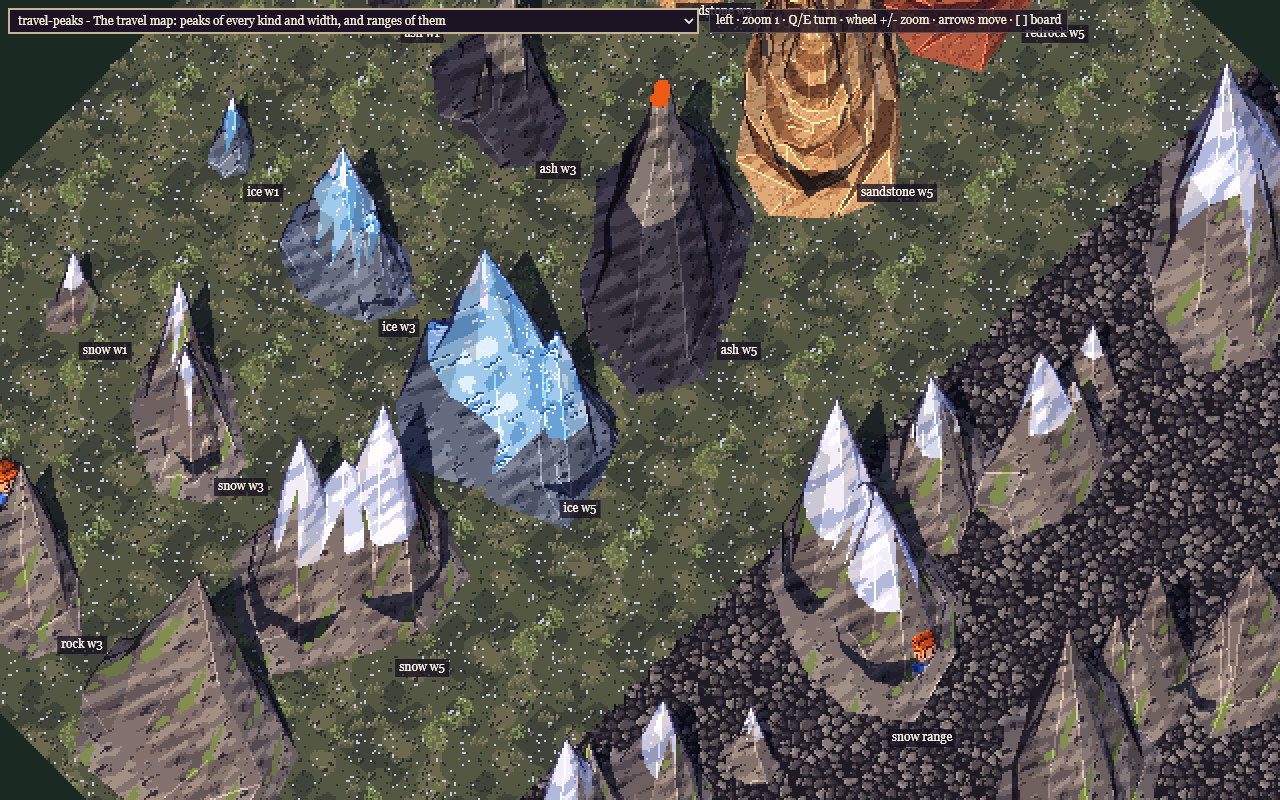 travel-peaks - The travel map: peaks of every kind and width, and ranges of them
left · zoom 1 · Q/E turn · wheel +/- zoom · arrows move · [ ] board
ash w1
redrock w5
ash w3
ice w1
sandstone w5
ice w3
snow w1
ash w5
snow w3
ice w5
rock w3
snow w5
snow range